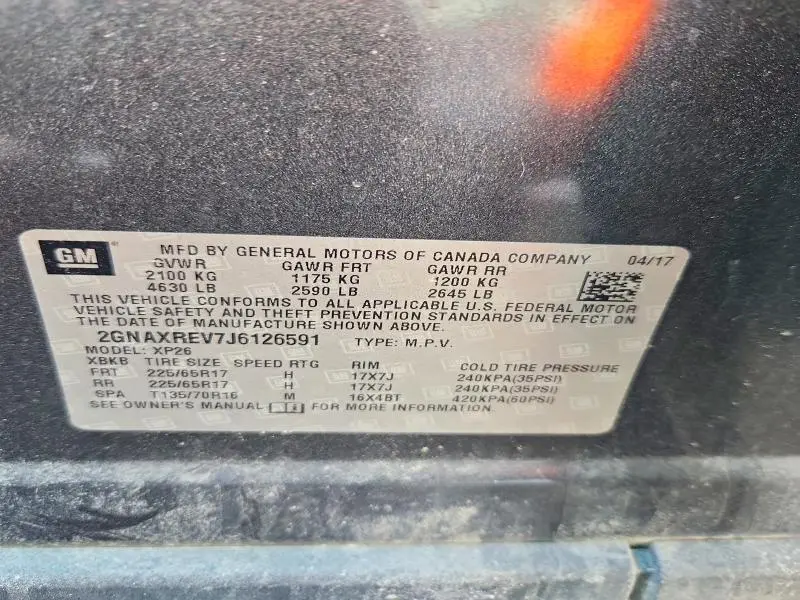 GM
MFD BY GENERAL MOTORS OF CANADA COMPANY 04/17
GVWR GAWR FRT GAWR RR
2100 KG 1175 KG 1200 KG
4630 LB 2590 LB 2645 LB
THIS VEHICLE CONFORMS TO ALL APPLICABLE U.S. FEDERAL MOTOR
VEHICLE SAFETY AND THEFT PREVENTION STANDARDS IN EFFECT ON
THE DATE OF MANUFACTURE SHOWN ABOVE.
2GNAXREV7J6126591 TYPE: M.P.V.
MODEL: XP26
XBKB TIRE SIZE SPEED RTG RIM COLD TIRE PRESSURE
FRT 225/65R17 H 17X7J 240KPA(35PSI)
RR 225/65R17 H 17X7J 240KPA(35PSI)
SPA T135/70R16 M 16X4BT 420KPA(60PSI)
SEE OWNER'S MANUAL FOR MORE INFORMATION.